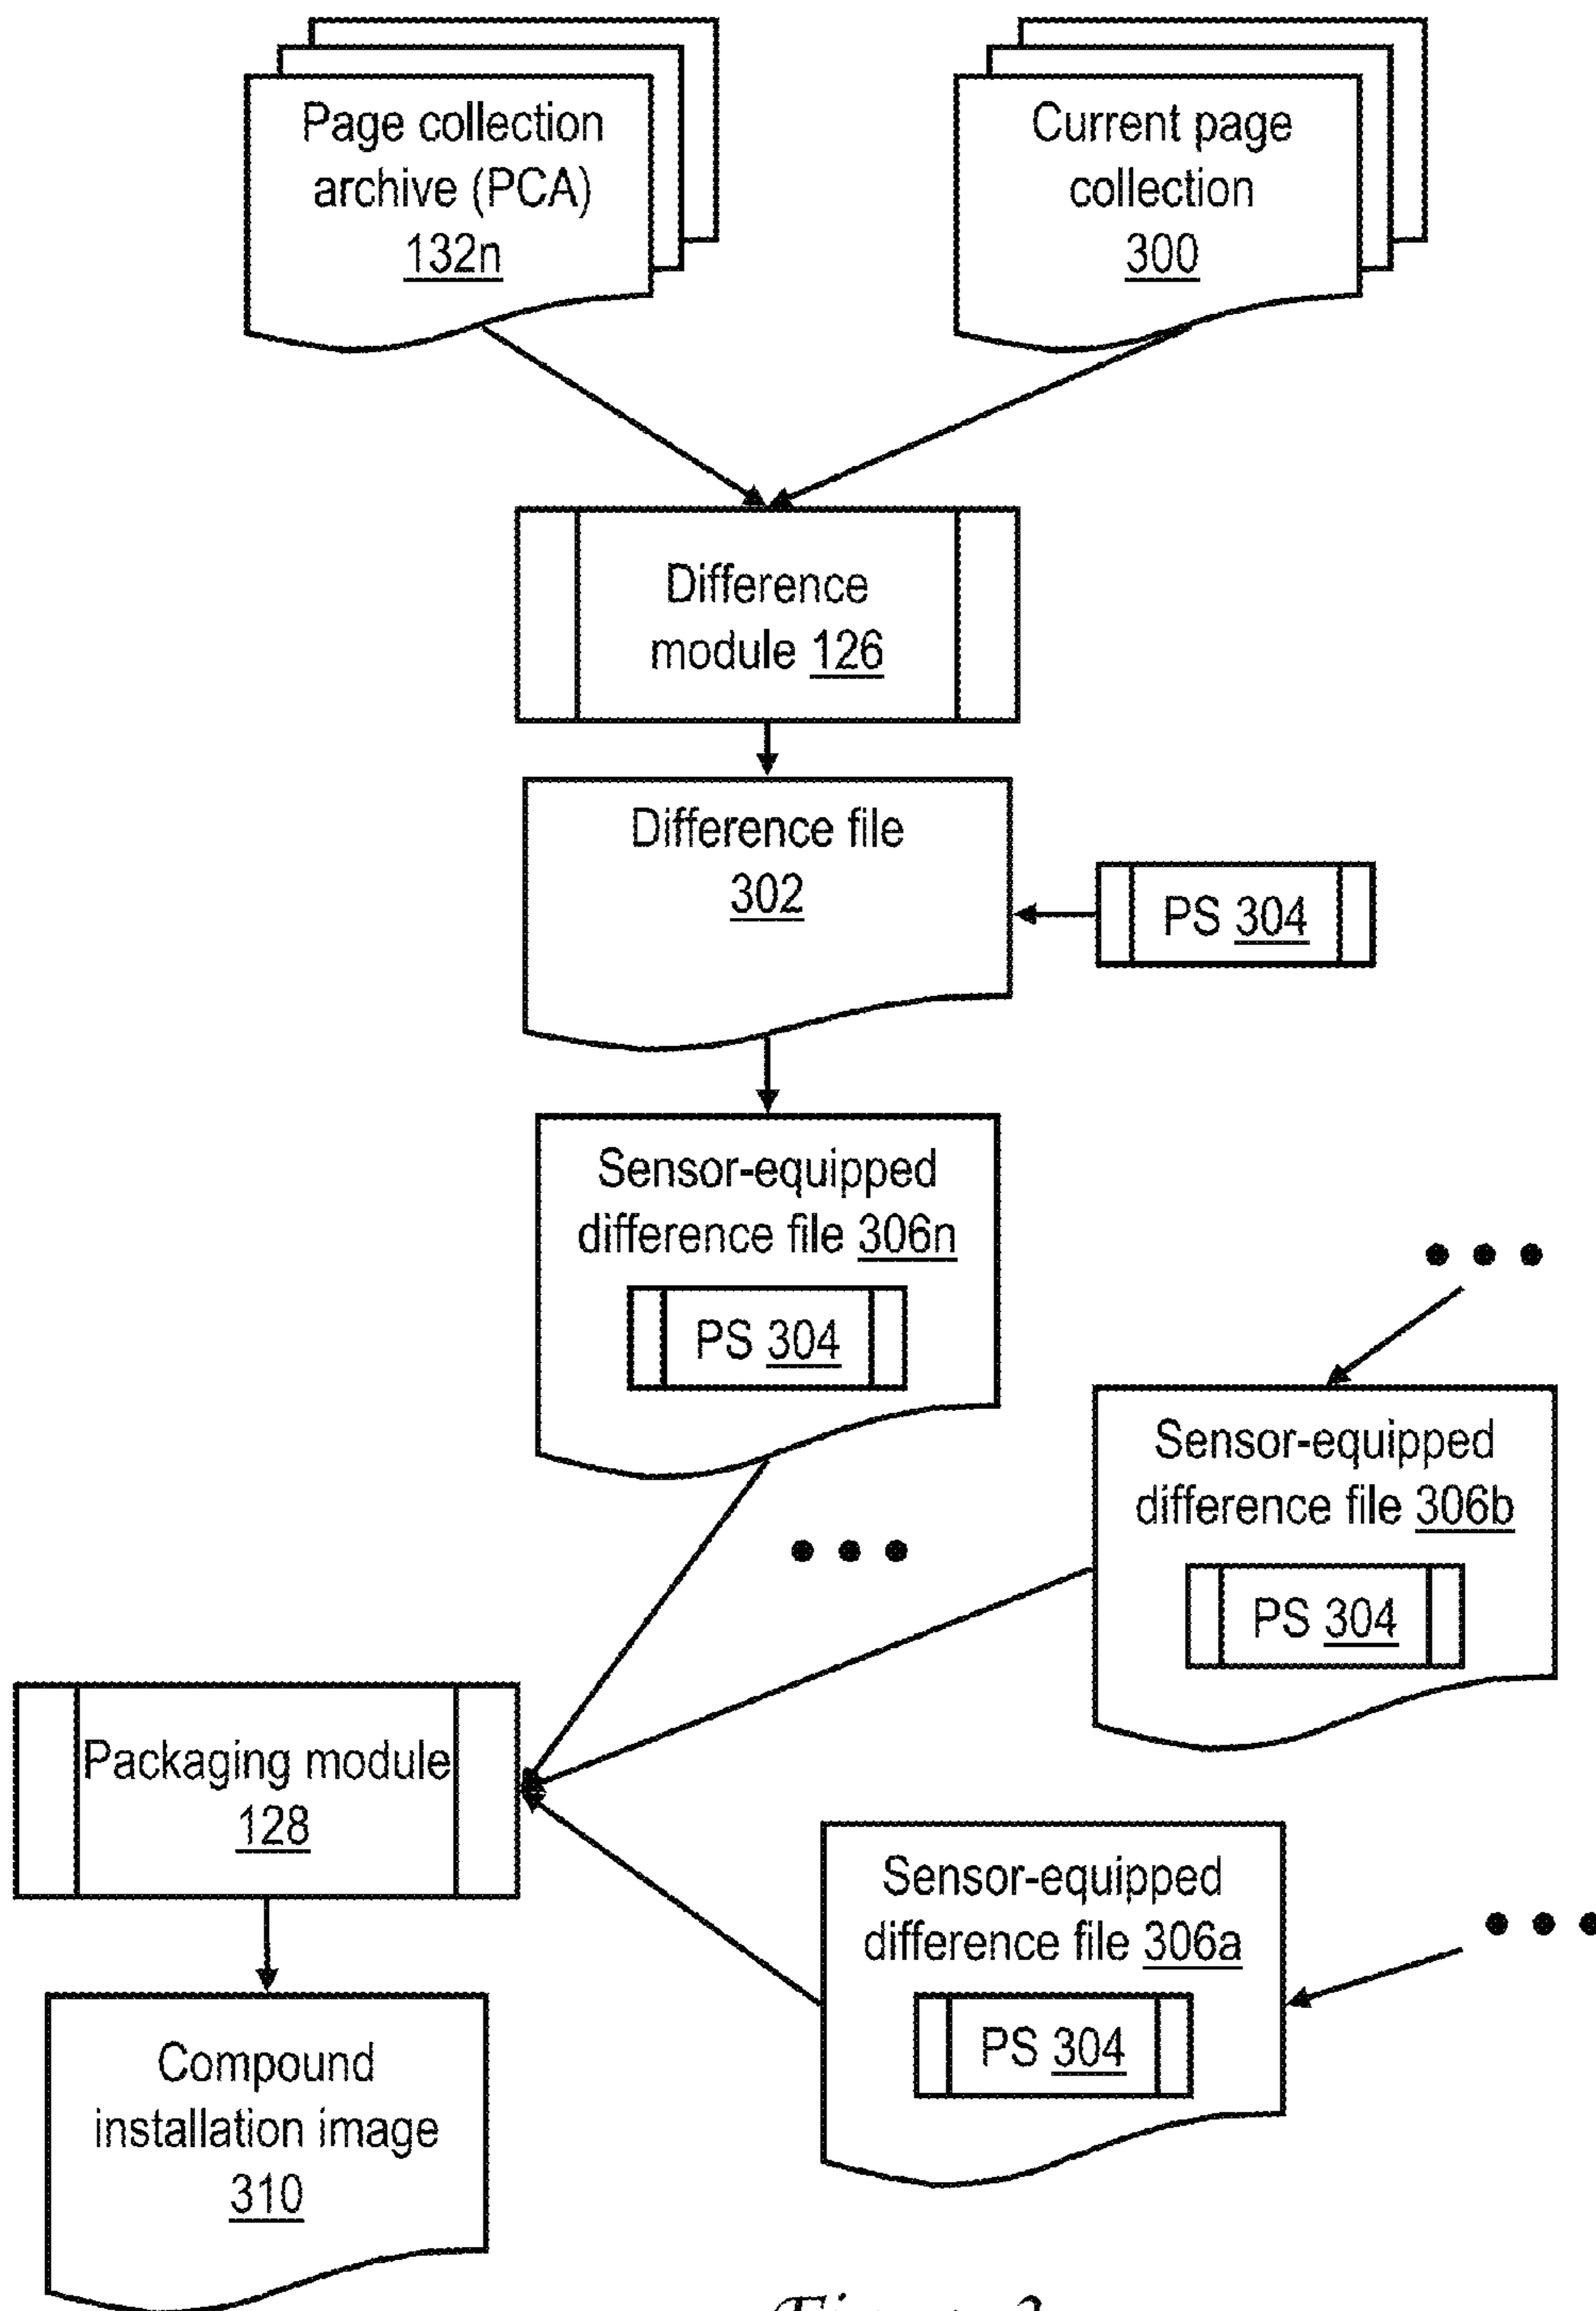 Page collection
archive (PCA)
132n
Current page
collection
300
Difference
module 126
Difference file
302
PS 304
Sensor-equipped
difference file 306n
PS 304
Sensor-equipped
difference file 306b
PS 304
Packaging module
128
Sensor-equipped
difference file 306a
PS 304
Compound
installation image
310